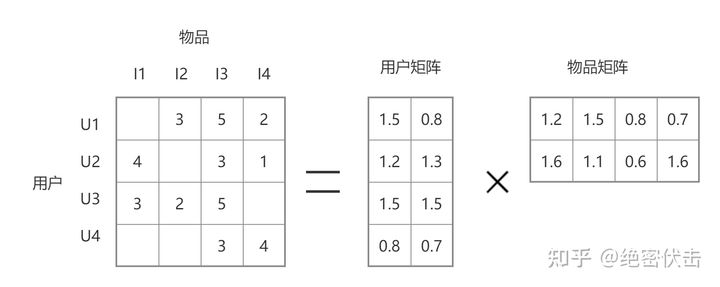 物品
I1 I2 I3 I4
用户矩阵
物品矩阵
用户
U1 3 5 2
U2 4 3 1
U3 3 2 5
U4 3 4
=
1.5 0.8
1.2 1.3
1.5 1.5
0.8 0.7
×
1.2 1.5 0.8 0.7
1.6 1.1 0.6 1.6
知乎 @绝密伏击